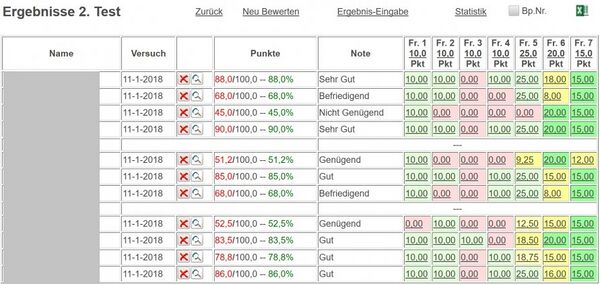 Ergebnisse 2. Test Zurück Neu Bewerten Ergebnis-Eingabe Statistik Bp.Nr.
Name Versuch Punkte Note Fr. 1 Fr. 2 Fr. 3 Fr. 4 Fr. 5 Fr. 6 Fr. 7
10,0 10,0 10,0 10,0 25,0 20,0 15,0
Pkt Pkt Pkt Pkt Pkt Pkt Pkt
11-1-2018 88,0/100,0 -- 88,0% Sehr Gut 10,00 10,00 0,00 10,00 25,00 18,00 15,00
11-1-2018 68,0/100,0 -- 68,0% Befriedigend 10,00 10,00 0,00 0,00 25,00 8,00 15,00
11-1-2018 45,0/100,0 -- 45,0% Nicht Genügend 10,00 0,00 0,00 0,00 0,00 20,00 15,00
11-1-2018 90,0/100,0 -- 90,0% Sehr Gut 10,00 10,00 0,00 10,00 25,00 20,00 15,00
---
11-1-2018 51,2/100,0 -- 51,2% Genügend 10,00 0,00 0,00 0,00 9,25 20,00 12,00
11-1-2018 85,0/100,0 -- 85,0% Gut 10,00 10,00 0,00 10,00 25,00 15,00 15,00
11-1-2018 68,0/100,0 -- 68,0% Befriedigend 10,00 0,00 0,00 10,00 25,00 8,00 15,00
---
11-1-2018 52,5/100,0 -- 52,5% Genügend 0,00 10,00 0,00 0,00 12,50 15,00 15,00
11-1-2018 83,5/100,0 -- 83,5% Gut 10,00 10,00 10,00 0,00 18,50 20,00 15,00
11-1-2018 78,8/100,0 -- 78,8% Gut 10,00 10,00 0,00 10,00 18,75 15,00 15,00
11-1-2018 86,0/100,0 -- 86,0% Gut 10,00 10,00 0,00 10,00 25,00 16,00 15,00